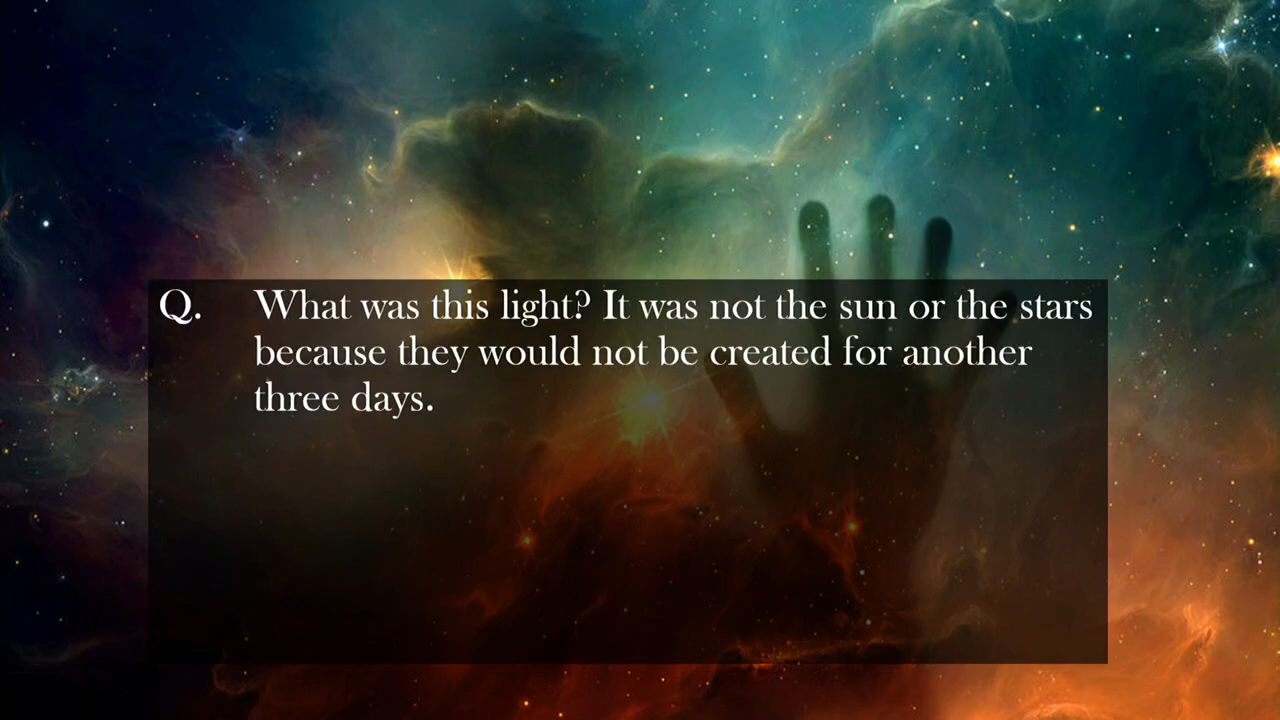 Q. What was this light? It was not the sun or the stars
because they would not be created for another
three days.